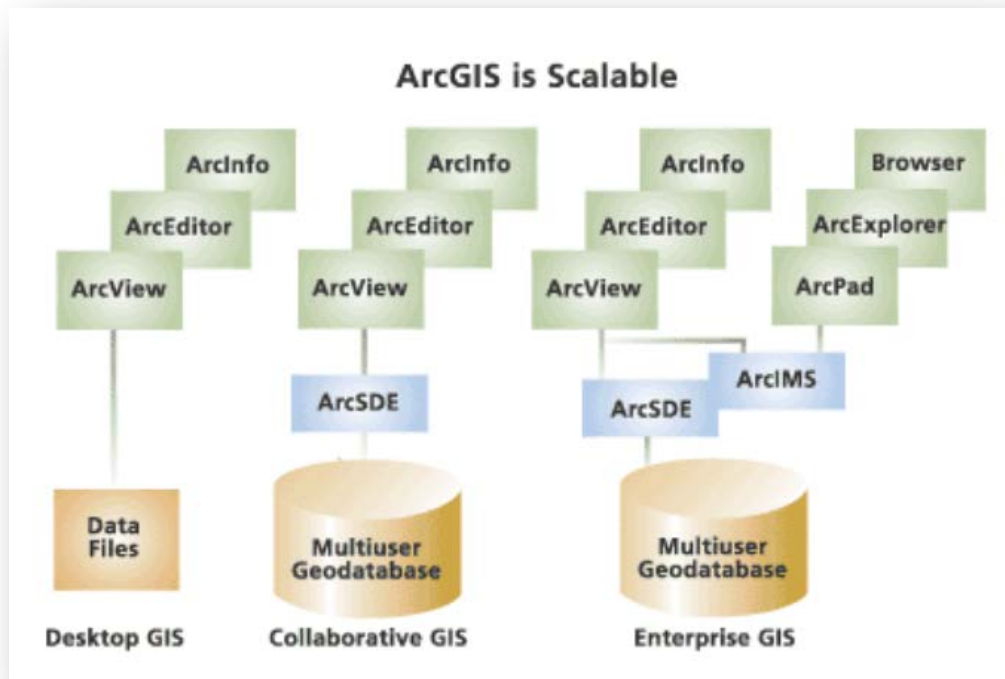 ArcGIS is Scalable
ArcInfo
ArcEditor
ArcView
Data
Files
Desktop GIS
ArcInfo
ArcEditor
ArcView
ArcSDE
Multiuser
Geodatabase
Collaborative GIS
ArcInfo
ArcEditor
ArcView
Browser
ArcExplorer
ArcPad
ArcIMS
ArcSDE
Multiuser
Geodatabase
Enterprise GIS